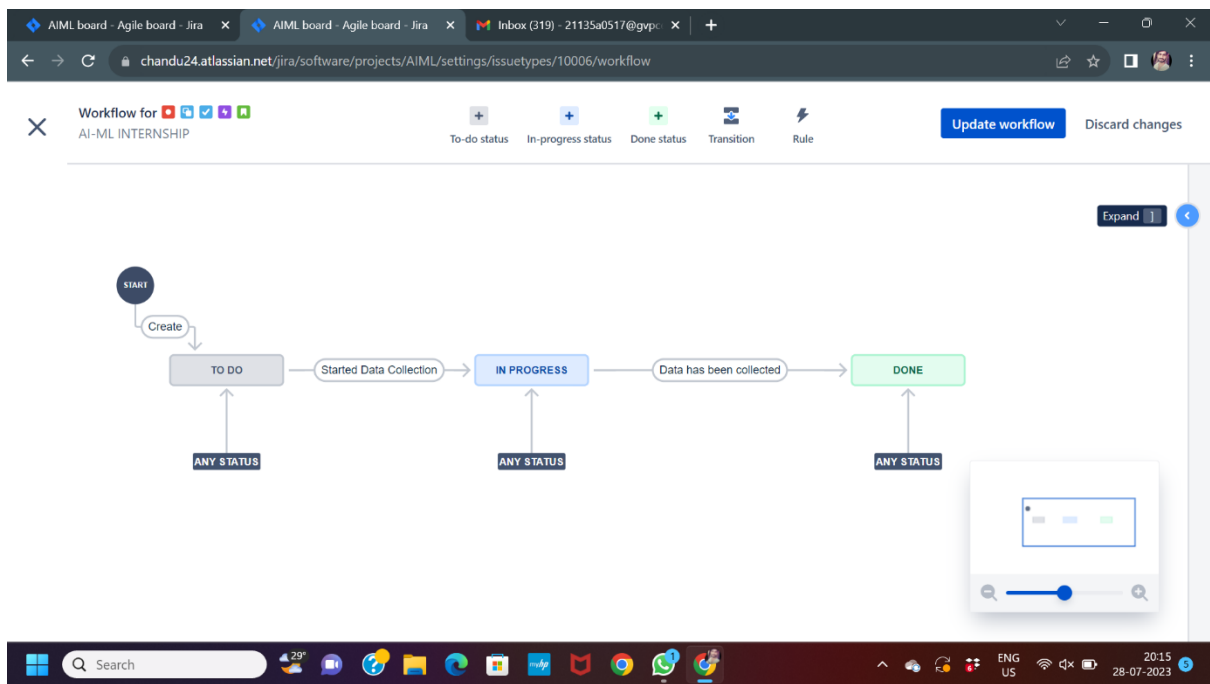 AIML board - Agile board - Jira
AIML board - Agile board - Jira
Inbox (319) - 21135a0517@gvpc
chandu24.atlassian.net/jira/software/projects/AIML/settings/issuetypes/10006/workflow
Workflow for
AI-ML INTERNSHIP
To-do status
In-progress status
Done status
Transition
Rule
Update workflow
Discard changes
Expand ]
START
Create
TO DO
Started Data Collection
IN PROGRESS
Data has been collected
DONE
ANY STATUS
ANY STATUS
ANY STATUS
Search
29°
myhp
1
ENG
US
20:15
28-07-2023
5